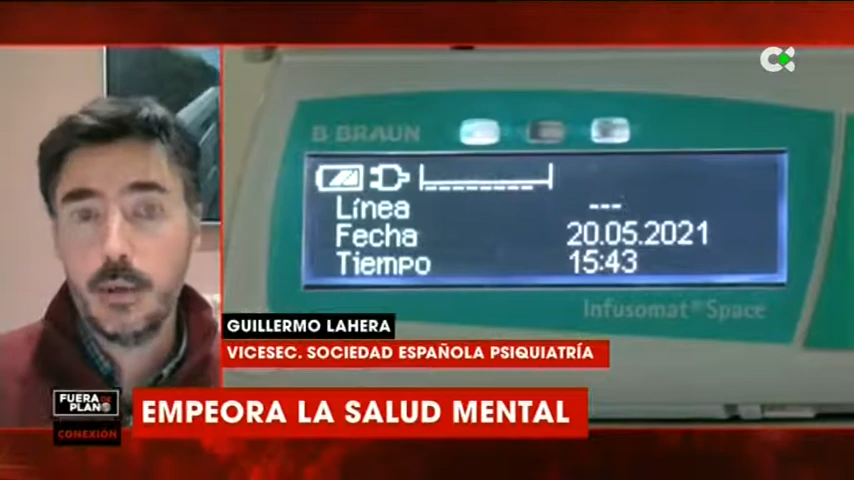 B BRAUN
Línea ---
Fecha 20.05.2021
Tiempo 15:43
Infusomat® Space
GUILLERMO LAHERA
VICESEC. SOCIEDAD ESPAÑOLA PSIQUIATRÍA
FUERA DE PLANO
CONEXIÓN
EMPEORA LA SALUD MENTAL